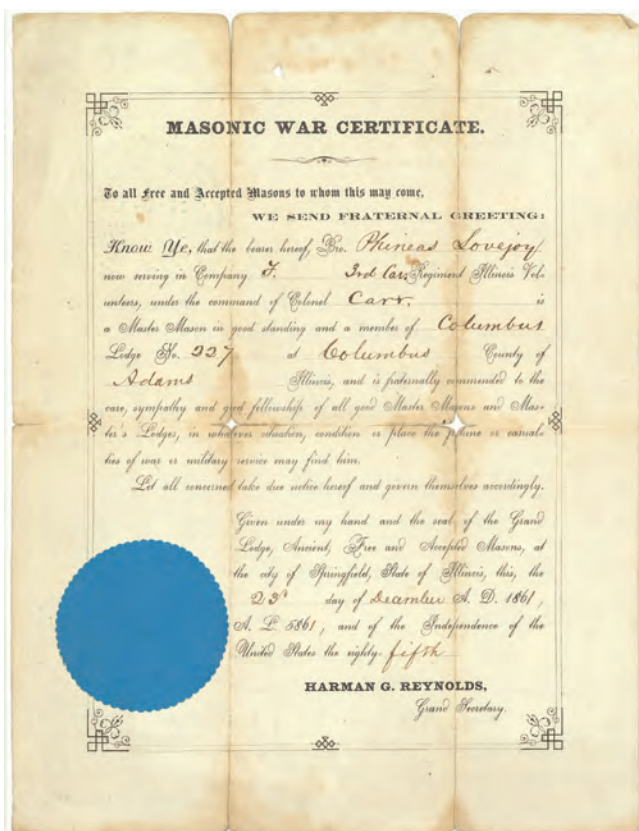 MASONIC WAR CERTIFICATE.
To all Free and Accepted Masons to whom this may come,
WE SEND FRATERNAL GREETING:
Know Ye, that the bearer hereof, Bro. Phineas Lovejoy
now serving in Company F. 3rd Cav. Regiment Illinois Vol-
unteers, under the command of Colonel Carr, is
a Master Mason in good standing and a member of Columbus
Lodge No. 227 at Columbus County of
Adams Illinois, and is fraternally commended to the
care, sympathy and good fellowship of all good Master Masons and Mas-
ter's Lodges, in whatever situation, condition or place the fortune or casual-
ties of war or military service may find him.
Let all concerned take due notice hereof and govern themselves accordingly.
Given under my hand and the seal of the Grand
Lodge, Ancient, Free and Accepted Masons, at
the city of Springfield, State of Illinois, this, the
23d day of December A. D. 1861,
A. L. 5861, and of the Independence of the
United States the eighty-fifth
HARMAN G. REYNOLDS,
Grand Secretary.